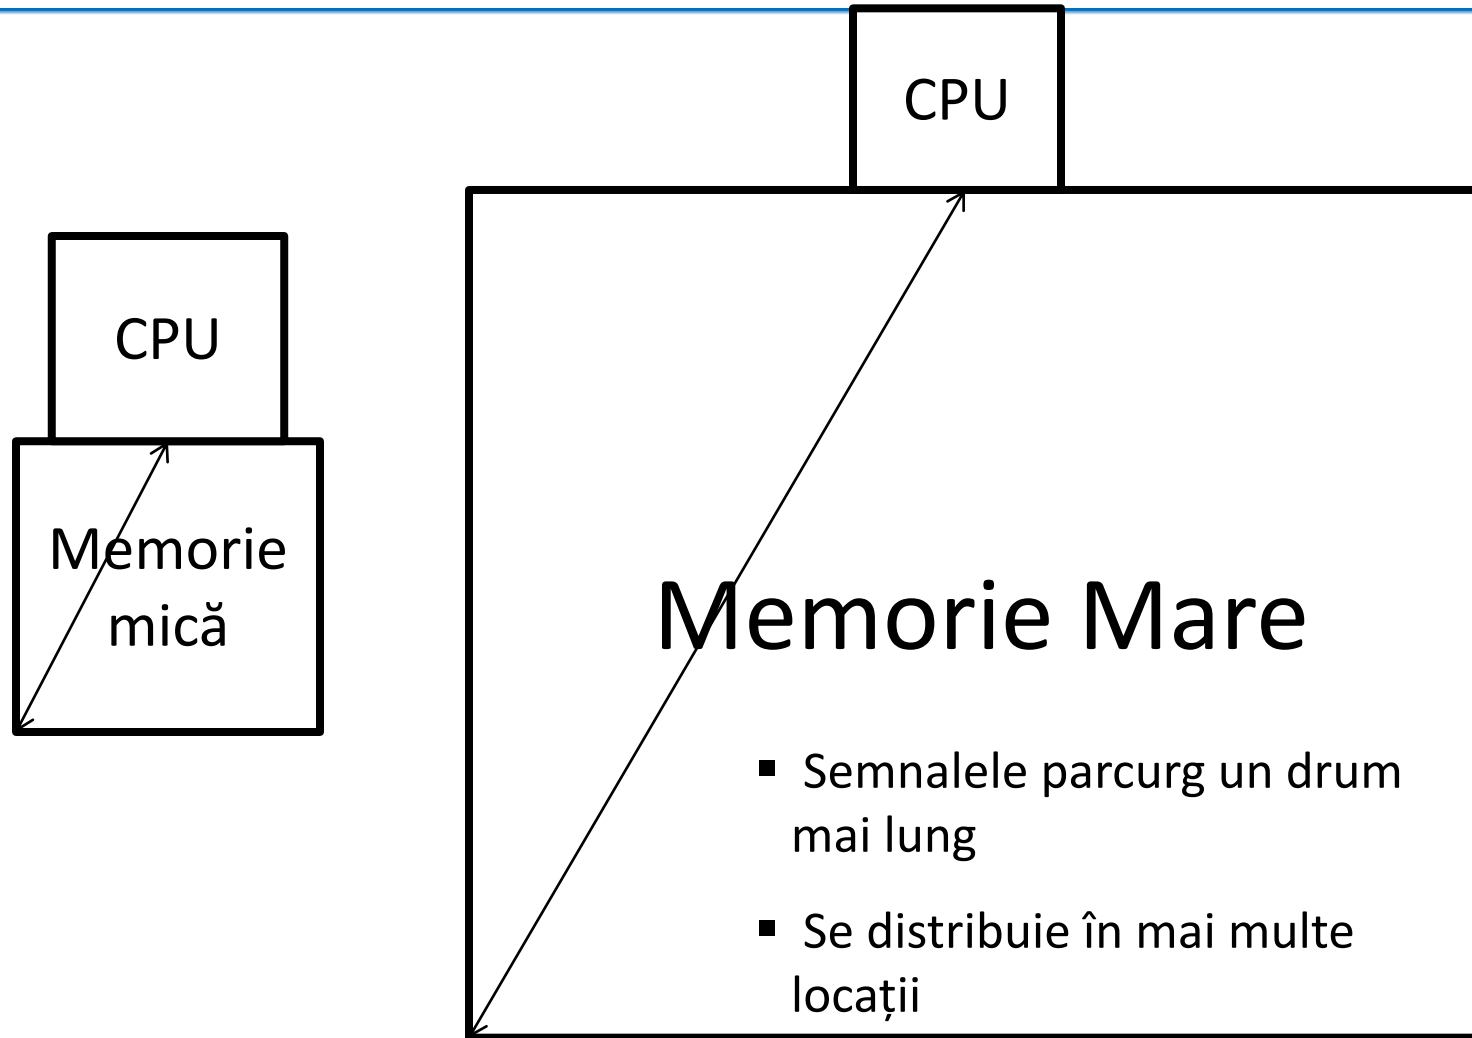 CPU
CPU
Memorie
mică
Memorie Mare
▪ Semnalele parcurg un drum
mai lung
▪ Se distribuie în mai multe
locații